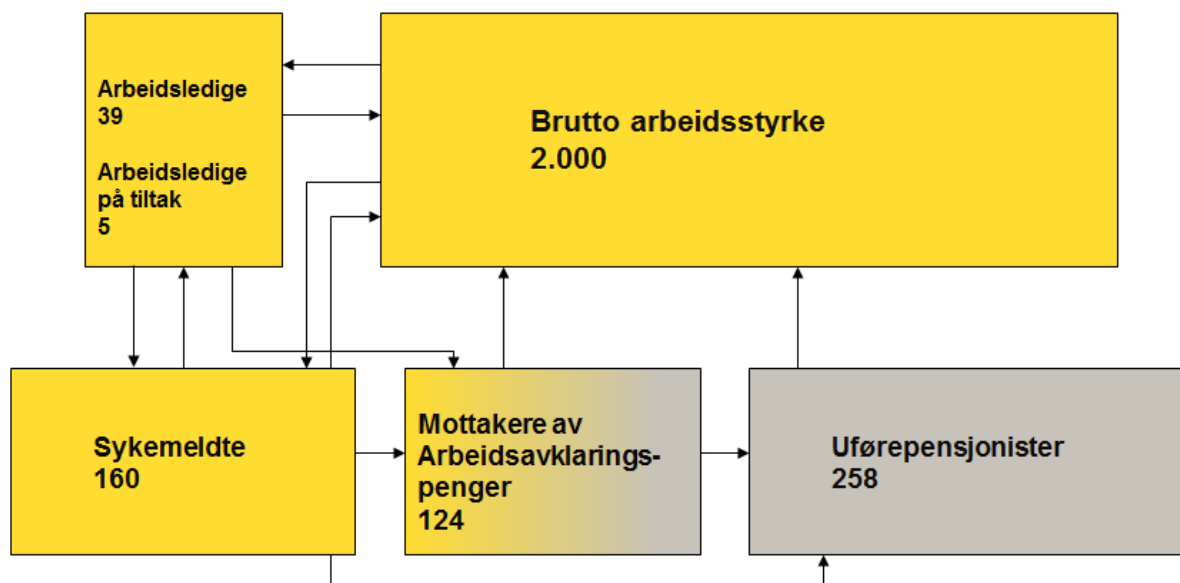 Arbeidsledige
39
Arbeidsledige
på tiltak
5
Brutto arbeidsstyrke
2.000
Sykemeldte
160
Mottakere av
Arbeidsavklarings-
penger
124
Uførepensjonister
258